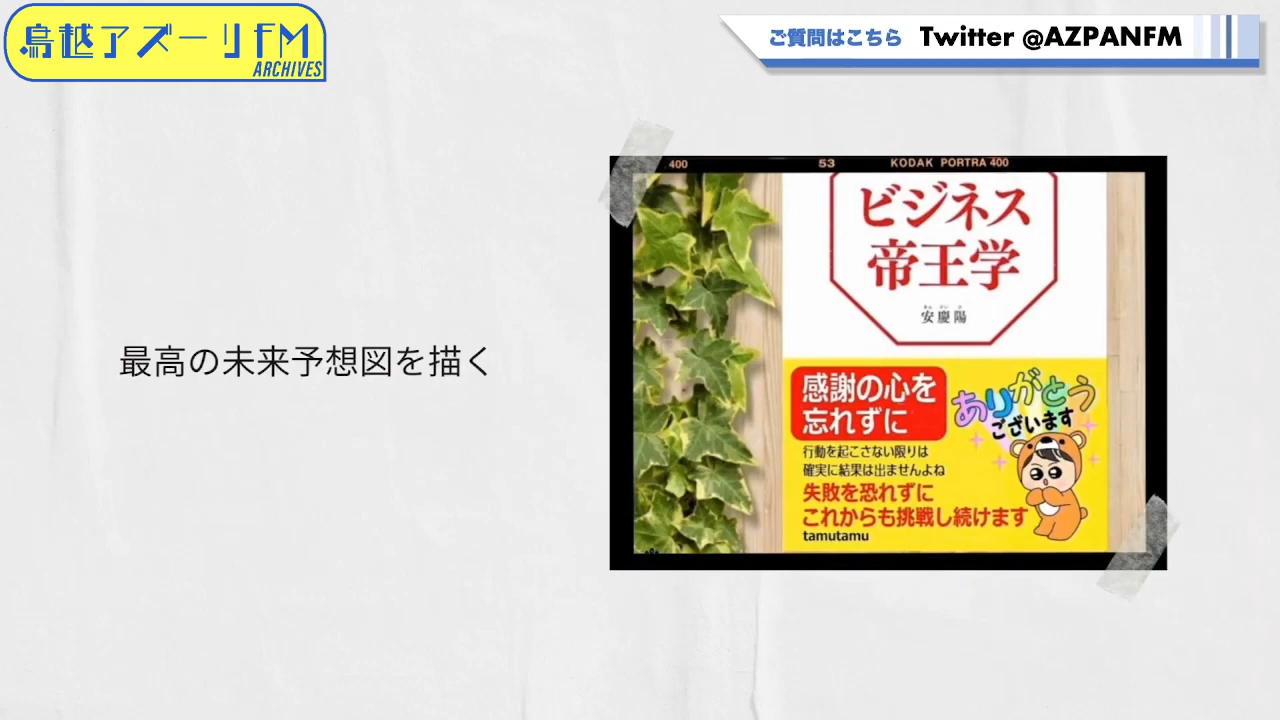 鳥越アズーリFM
ARCHIVES
ご質問はこちら Twitter @AZPANFM
400 53 KODAK PORTRA 400
ビジネス
帝王学
安慶陽
最高の未来予想図を描く
感謝の心を
忘れずに
ありがとう
ございます
行動を起こさない限りは
確実に結果は出ませんよね
失敗を恐れずに
これからも挑戦し続けます
tamutamu